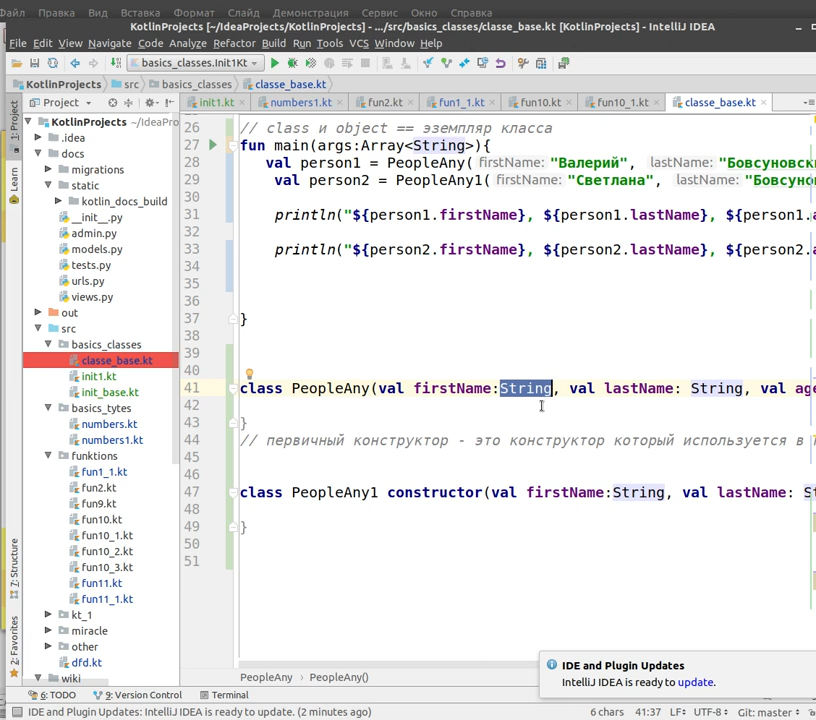 Файл Правка Вид Вставка Формат Слайд Демонстрация Сервис Окно Справка
KotlinProjects [~/IdeaProjects/KotlinProjects] - .../src/basics_classes/classe_base.kt [KotlinProjects] - IntelliJ IDEA
File Edit View Navigate Code Analyze Refactor Build Run Tools VCS Window Help
basics_classes.Init1Kt
KotlinProjects src basics_classes classe_base.kt
Project init1.kt numbers1.kt fun2.kt fun1_1.kt fun10.kt fun10_1.kt classe_base.kt
1: Project
Learn
7: Structure
2: Favorites
KotlinProjects ~/IdeaPro
.idea
docs
migrations
static
kotlin_docs_build
__init__.py
admin.py
models.py
tests.py
urls.py
views.py
out
src
basics_classes
classe_base.kt
init1.kt
init_base.kt
basics_tytes
numbers.kt
numbers1.kt
funktions
fun1_1.kt
fun2.kt
fun9.kt
fun10.kt
fun10_1.kt
fun10_2.kt
fun10_3.kt
fun11.kt
fun11_1.kt
kt_1
miracle
other
dfd.kt
wiki
26 // class и object == эземпляр класса
27 fun main(args:Array<String>){
28 val person1 = PeopleAny( firstName: "Валерий", lastName: "Бовсуновск
29 val person2 = PeopleAny1( firstName: "Светлана", lastName: "Бовсуно
30
31 println("${person1.firstName}, ${person1.lastName}, ${person1.a
32
33 println("${person2.firstName}, ${person2.lastName}, ${person2.a
34
35
36
37 }
38
39
40
41 class PeopleAny(val firstName:String, val lastName: String, val age
42
43 }
44 // первичный конструктор - это конструктор который используется в
45
46
47 class PeopleAny1 constructor(val firstName:String, val lastName: St
48
49 }
50
51
PeopleAny PeopleAny()
IDE and Plugin Updates
IntelliJ IDEA is ready to update.
6: TODO 9: Version Control Terminal
IDE and Plugin Updates: IntelliJ IDEA is ready to update. (2 minutes ago) 6 chars 41:37 LF UTF-8 Git: master